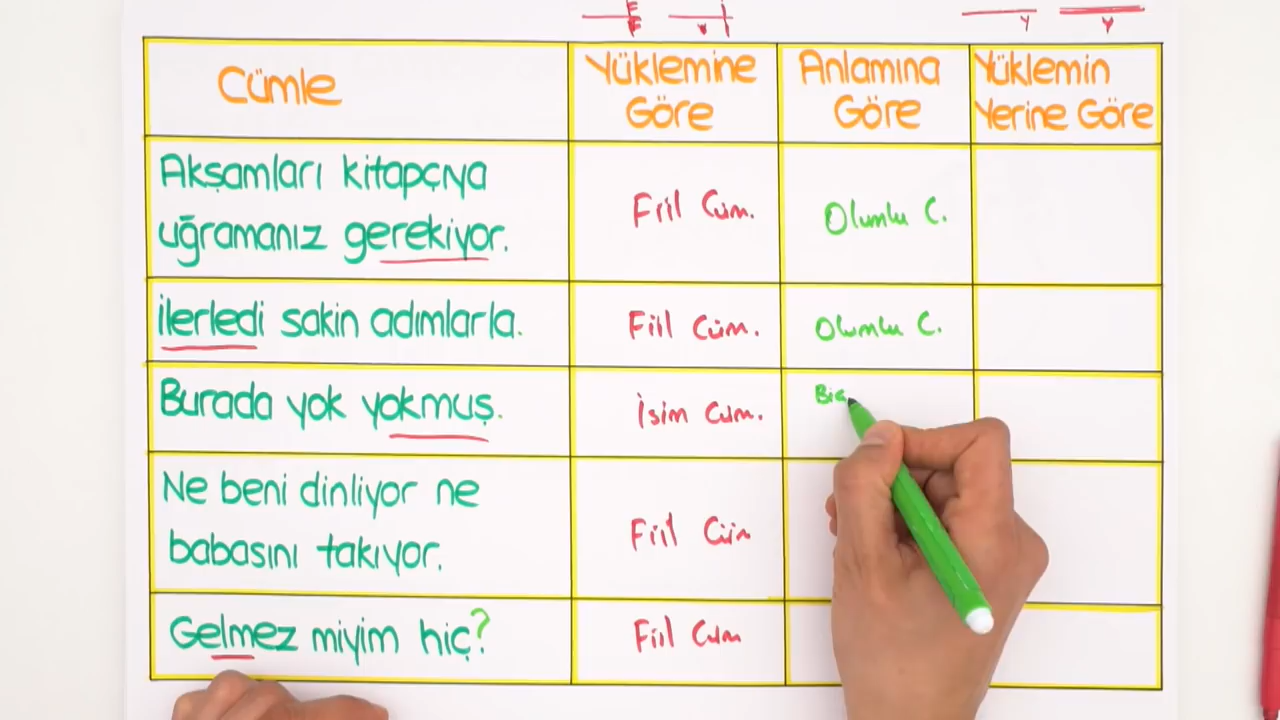 Cümle
Yüklemine
Göre
Anlamına
Göre
Yüklemin
Yerine Göre
Akşamları kitapçıya
uğramanız gerekiyor.
Fiil Cüm.
Olumlu C.
İlerledi sakin adımlarla.
Fiil Cüm.
Olumlu C.
Burada yok yokmuş.
İsim Cüm.
Biç
Ne beni dinliyor ne
babasını takıyor.
Fiil Cüm
Gelmez miyim hiç?
Fiil Cüm